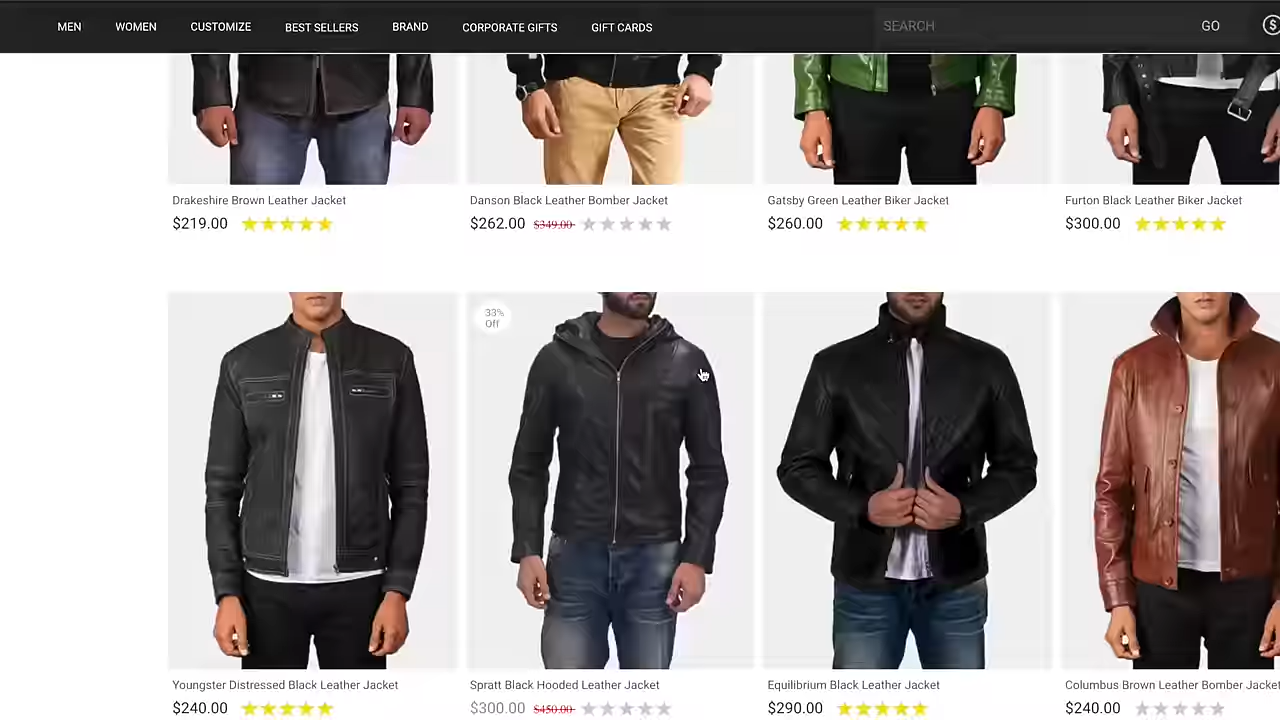 MEN WOMEN CUSTOMIZE BEST SELLERS BRAND CORPORATE GIFTS GIFT CARDS SEARCH GO $
Drakeshire Brown Leather Jacket
$219.00
Danson Black Leather Bomber Jacket
$262.00 $349.00
Gatsby Green Leather Biker Jacket
$260.00
Furton Black Leather Biker Jacket
$300.00
33%
Off
Youngster Distressed Black Leather Jacket
$240.00
Spratt Black Hooded Leather Jacket
$300.00 $450.00
Equilibrium Black Leather Jacket
$290.00
Columbus Brown Leather Bomber Jacket
$240.00